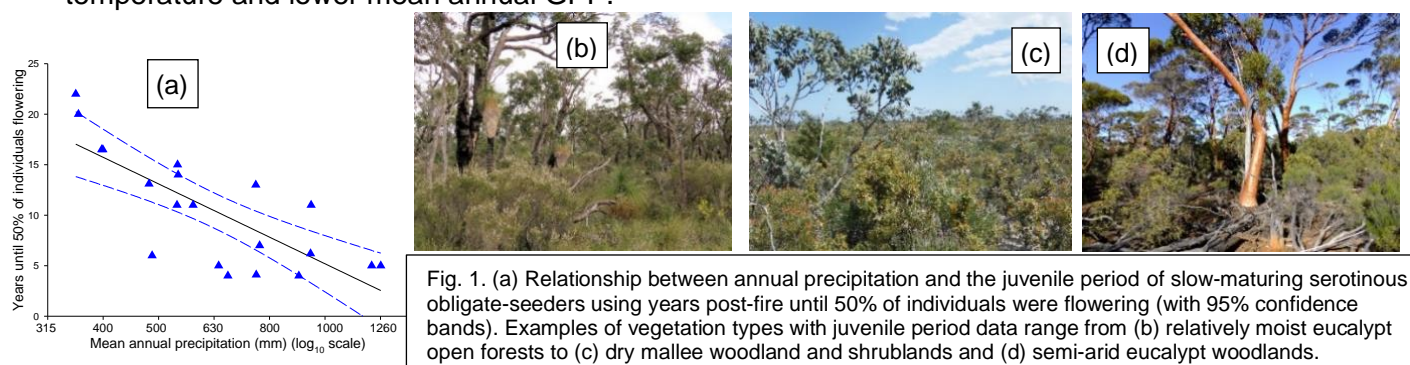 temperature and lower mean annual GPP.
(a)
(b)
(c)
(d)
25
20
15
10
5
0
Years until 50% of individuals flowering
315 400 500 630 800 1000 1260
Mean annual precipitation (mm) (log₁₀ scale)
Fig. 1. (a) Relationship between annual precipitation and the juvenile period of slow-maturing serotinous
obligate-seeders using years post-fire until 50% of individuals were flowering (with 95% confidence
bands). Examples of vegetation types with juvenile period data range from (b) relatively moist eucalypt
open forests to (c) dry mallee woodland and shrublands and (d) semi-arid eucalypt woodlands.